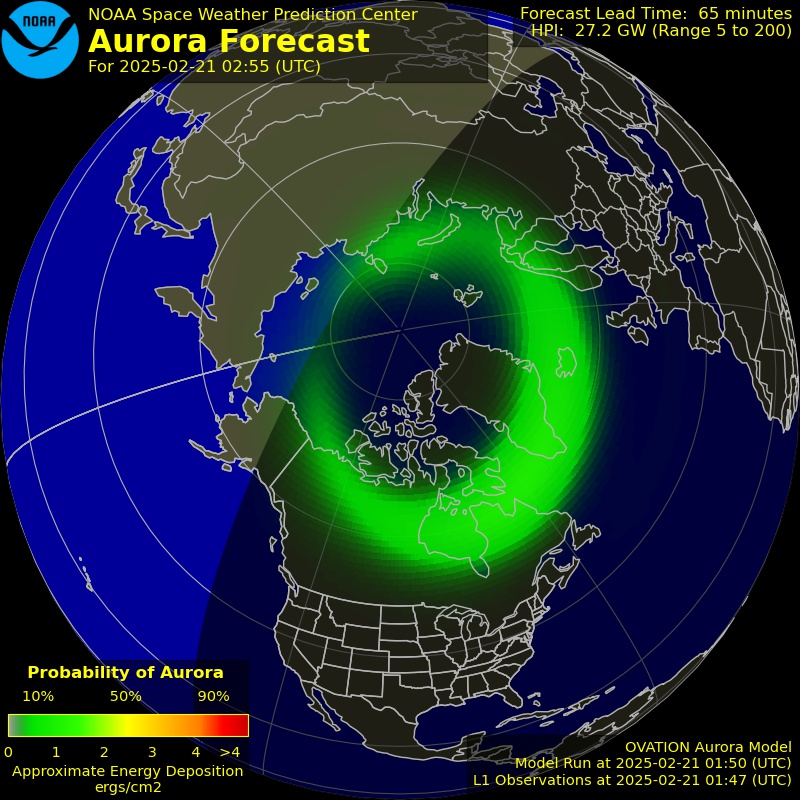 NOAA
NOAA Space Weather Prediction Center
Aurora Forecast
For 2025-02-21 02:55 (UTC)
Forecast Lead Time: 65 minutes
HPI: 27.2 GW (Range 5 to 200)
Probability of Aurora
10% 50% 90%
0 1 2 3 4 >4
Approximate Energy Deposition
ergs/cm2
OVATION Aurora Model
Model Run at 2025-02-21 01:50 (UTC)
L1 Observations at 2025-02-21 01:47 (UTC)